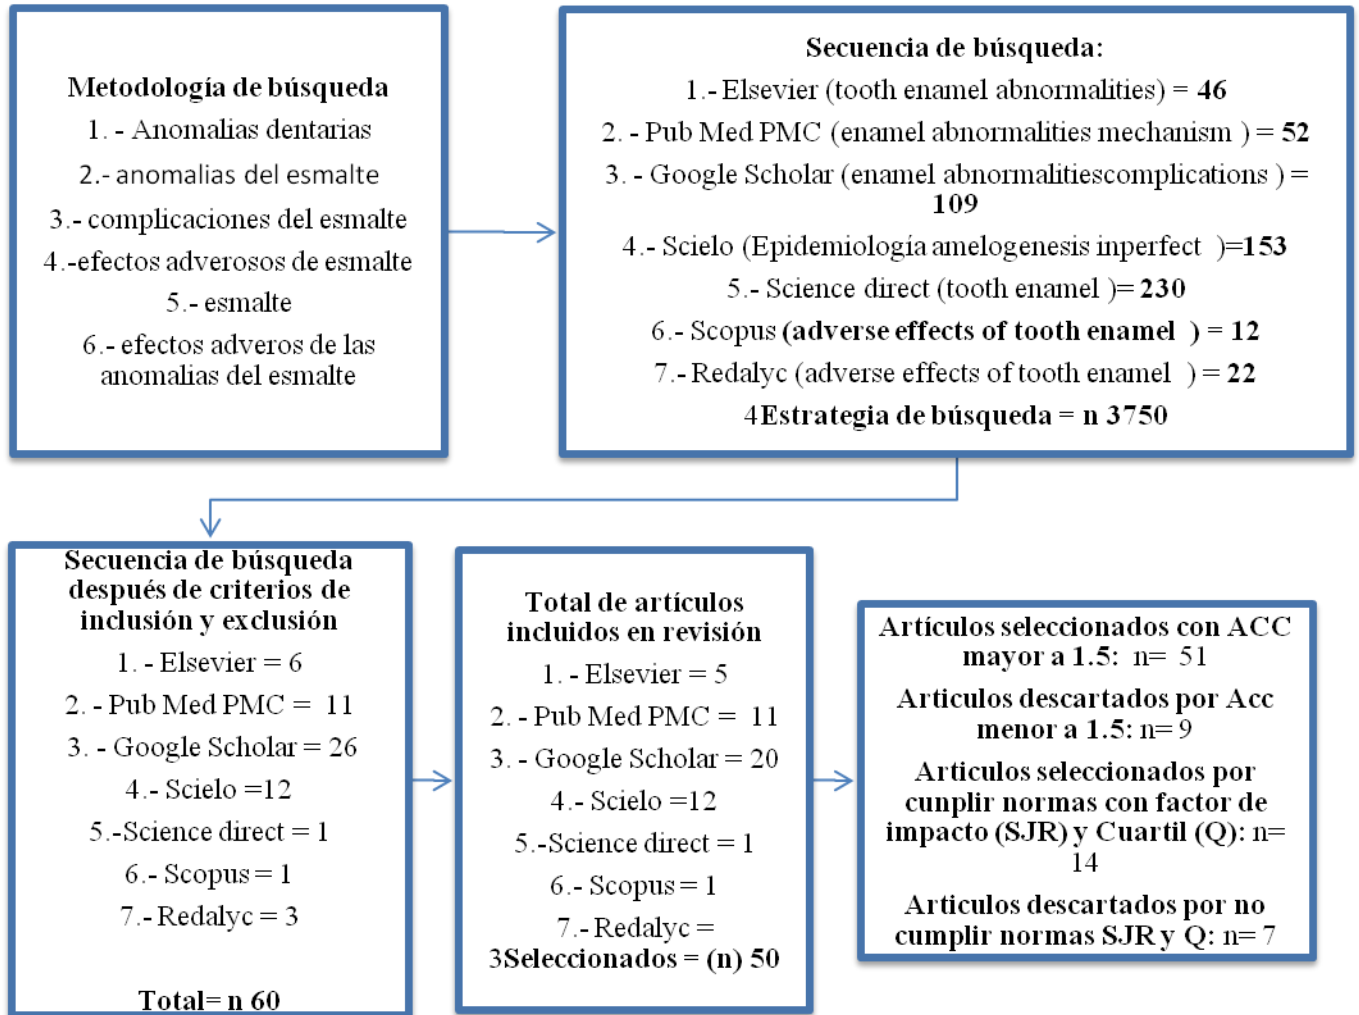 Metodología de búsqueda
1. - Anomalias dentarias
2.- anomalias del esmalte
3.- complicaciones del esmalte
4.-efectos adverosos de esmalte
5.- esmalte
6.- efectos adveros de las
anomalias del esmalte
Secuencia de búsqueda:
1.- Elsevier (tooth enamel abnormalities) = 46
2. - Pub Med PMC (enamel abnormalities mechanism ) = 52
3. - Google Scholar (enamel abnormalitiescomplications ) =
109
4.- Scielo (Epidemiología amelogenesis inperfect )=153
5.- Science direct (tooth enamel )= 230
6.- Scopus (adverse effects of tooth enamel ) = 12
7.- Redalyc (adverse effects of tooth enamel ) = 22
4Estrategia de búsqueda = n 3750
Secuencia de búsqueda
después de criterios de
inclusión y exclusión
1. - Elsevier = 6
2. - Pub Med PMC = 11
3. - Google Scholar = 26
4.- Scielo =12
5.-Science direct = 1
6.- Scopus = 1
7.- Redalyc = 3
Total= n 60
Total de artículos
incluidos en revisión
1. - Elsevier = 5
2. - Pub Med PMC = 11
3. - Google Scholar = 20
4.- Scielo =12
5.-Science direct = 1
6.- Scopus = 1
7.- Redalyc =
3Seleccionados = (n) 50
Artículos seleccionados con ACC
mayor a 1.5: n= 51
Articulos descartados por Acc
menor a 1.5: n= 9
Articulos seleccionados por
cunplir normas con factor de
impacto (SJR) y Cuartil (Q): n=
14
Articulos descartados por no
cumplir normas SJR y Q: n= 7